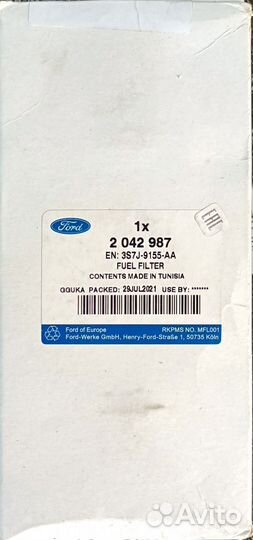 Ford
1x
2 042 987
EN: 3S7J-9155-AA
FUEL FILTER
CONTENTS MADE IN TUNISIA
GGUKA PACKED: 29JUL2021 USE BY: *******
Ford of Europe RKPMS NO. MFL001
Ford-Werke GmbH, Henry-Ford-Straße 1, 50735 Köln
EAC
Avito